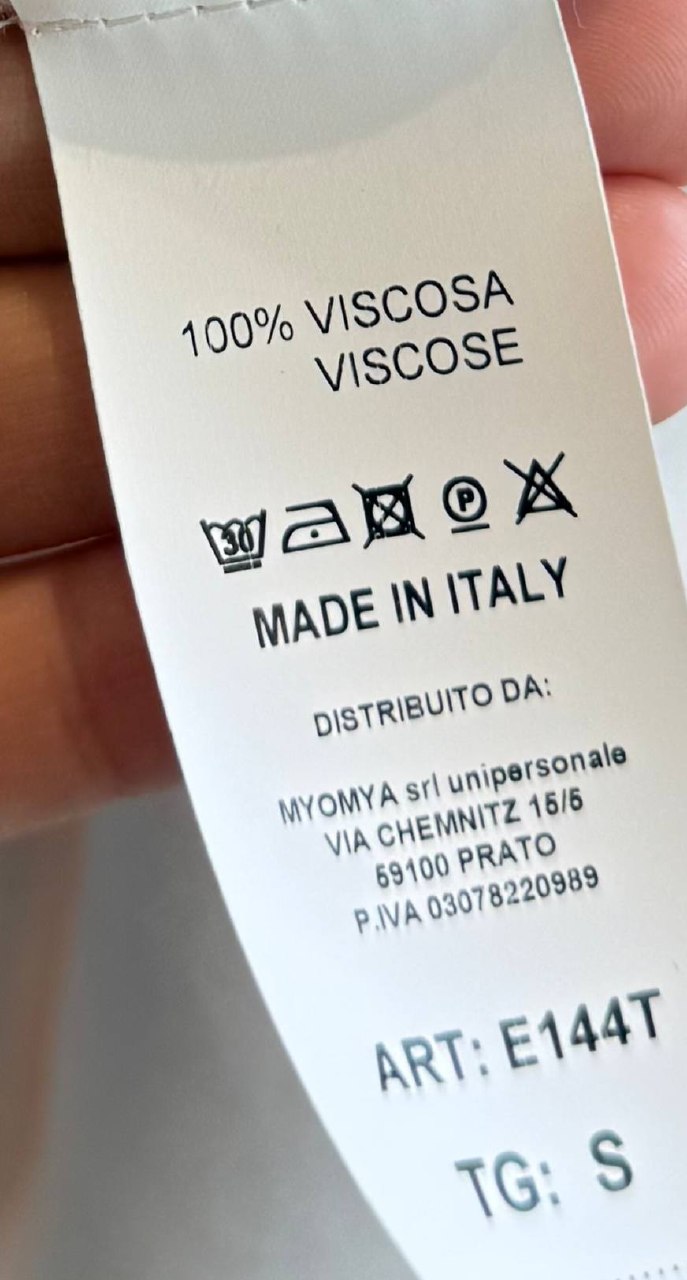 100% VISCOSA
VISCOSE
30
P
MADE IN ITALY
DISTRIBUITO DA:
MYOMYA srl unipersonale
VIA CHEMNITZ 15/5
59100 PRATO
P.IVA 03078220989
ART: E144T
TG: S